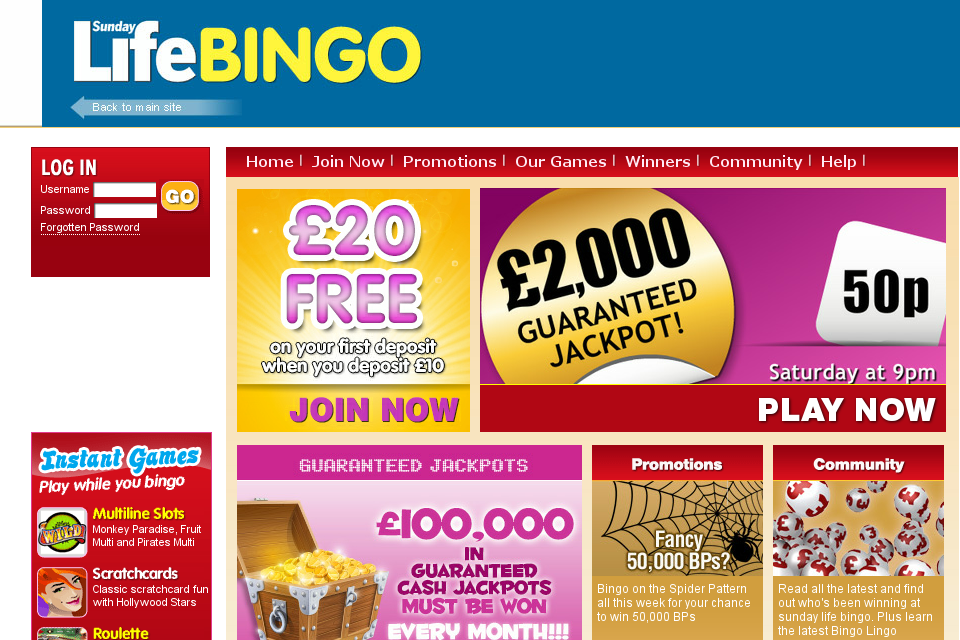 Sunday
LifeBINGO
Back to main site
LOG IN
Username
GO
Password
Forgotten Password
Home | Join Now | Promotions | Our Games | Winners | Community | Help |
£20
FREE
on your first deposit
when you deposit £10
JOIN NOW
£2,000
GUARANTEED
JACKPOT!
50p
Saturday at 9pm
PLAY NOW
Instant Games
Play while you bingo
WILD
Multiline Slots
Monkey Paradise, Fruit
Multi and Pirates Multi
Scratchcards
Classic scratchcard fun
with Hollywood Stars
Roulette
GUARANTEED JACKPOTS
£100,000
IN
GUARANTEED
CASH JACKPOTS
MUST BE WON
EVERY MONTH!!!
Promotions
Fancy
50,000 BPs?
Bingo on the Spider Pattern
all this week for your chance
to win 50,000 BPs
Community
Read all the latest and find
out who's been winning at
sunday life bingo. Plus learn
the latest Bingo Lingo